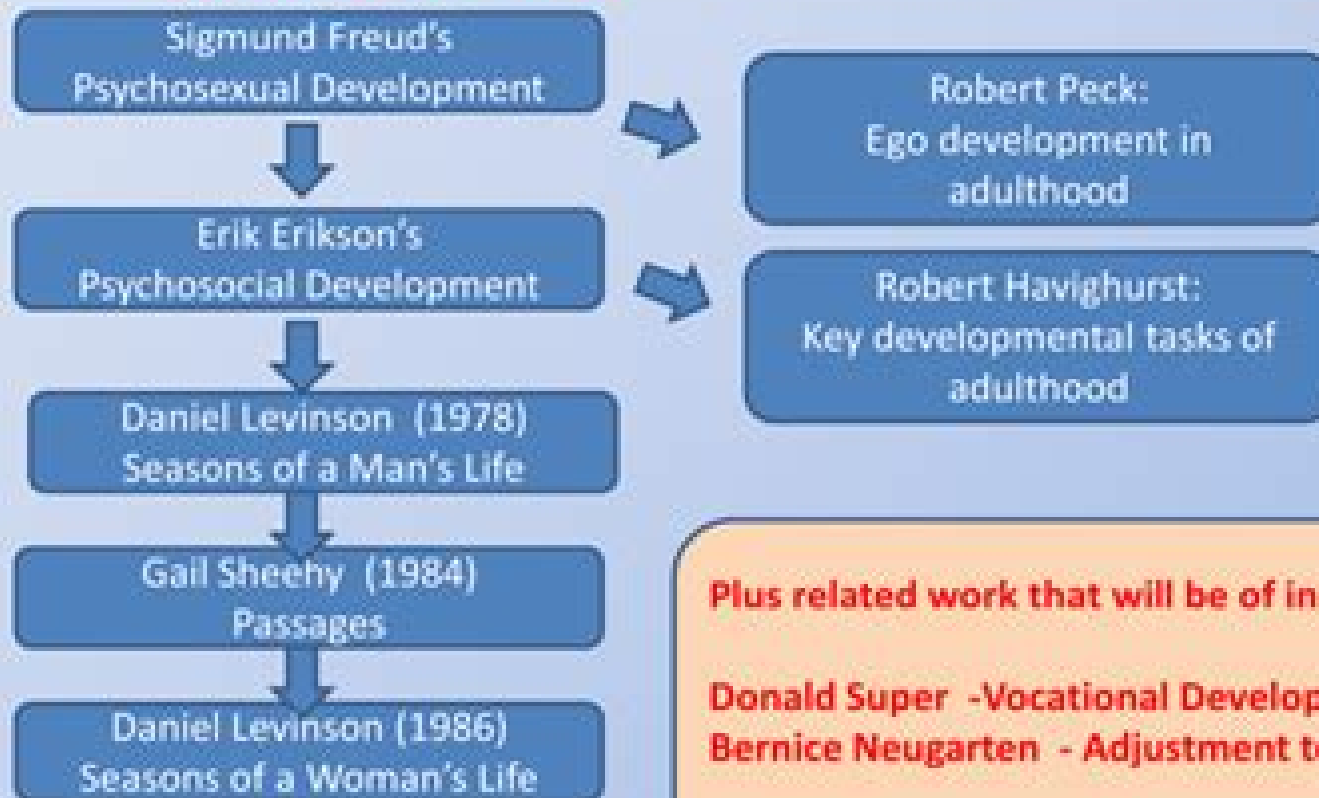 Sigmund Freud's
Psychosexual Development
Robert Peck:
Ego development in
adulthood
Erik Erikson's
Psychosocial Development
Robert Havighurst:
Key developmental tasks of
adulthood
Daniel Levinson (1978)
Seasons of a Man's Life
Gail Sheehy (1984)
Passages
Daniel Levinson (1986)
Seasons of a Woman's Life
Plus related work that will be of
Donald Super -Vocational
Bernice Neugarten - Adjustment